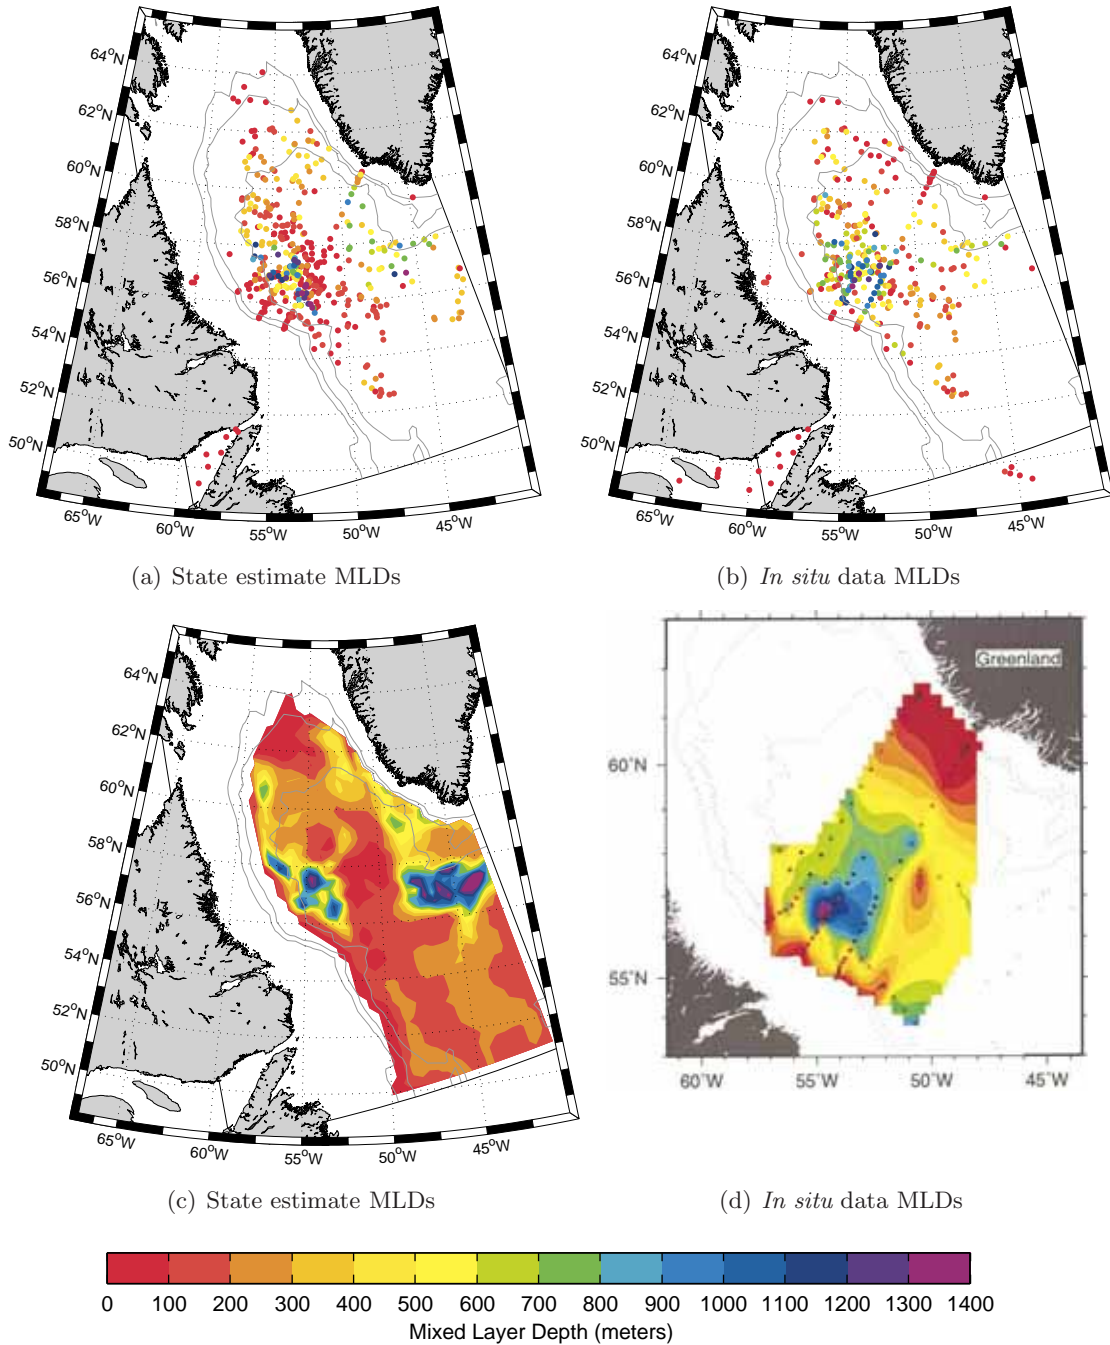 64°N
62°N
60°N
58°N
56°N
54°N
52°N
50°N
65°W
60°W
55°W
50°W
45°W
(a) State estimate MLDs
64°N
62°N
60°N
58°N
56°N
54°N
52°N
50°N
65°W
60°W
55°W
50°W
45°W
(b) In situ data MLDs
64°N
62°N
60°N
58°N
56°N
54°N
52°N
50°N
65°W
60°W
55°W
50°W
45°W
(c) State estimate MLDs
Greenland
60°N
55°N
60°W
55°W
50°W
45°W
(d) In situ data MLDs
0 100 200 300 400 500 600 700 800 900 1000 1100 1200 1300 1400
Mixed Layer Depth (meters)